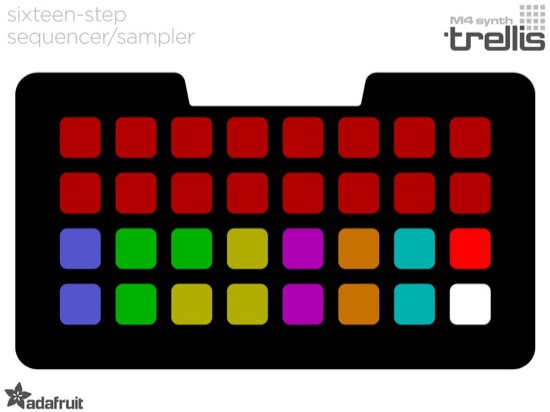 sixteen-step
sequencer/sampler
M4 synth
trellis
adafruit